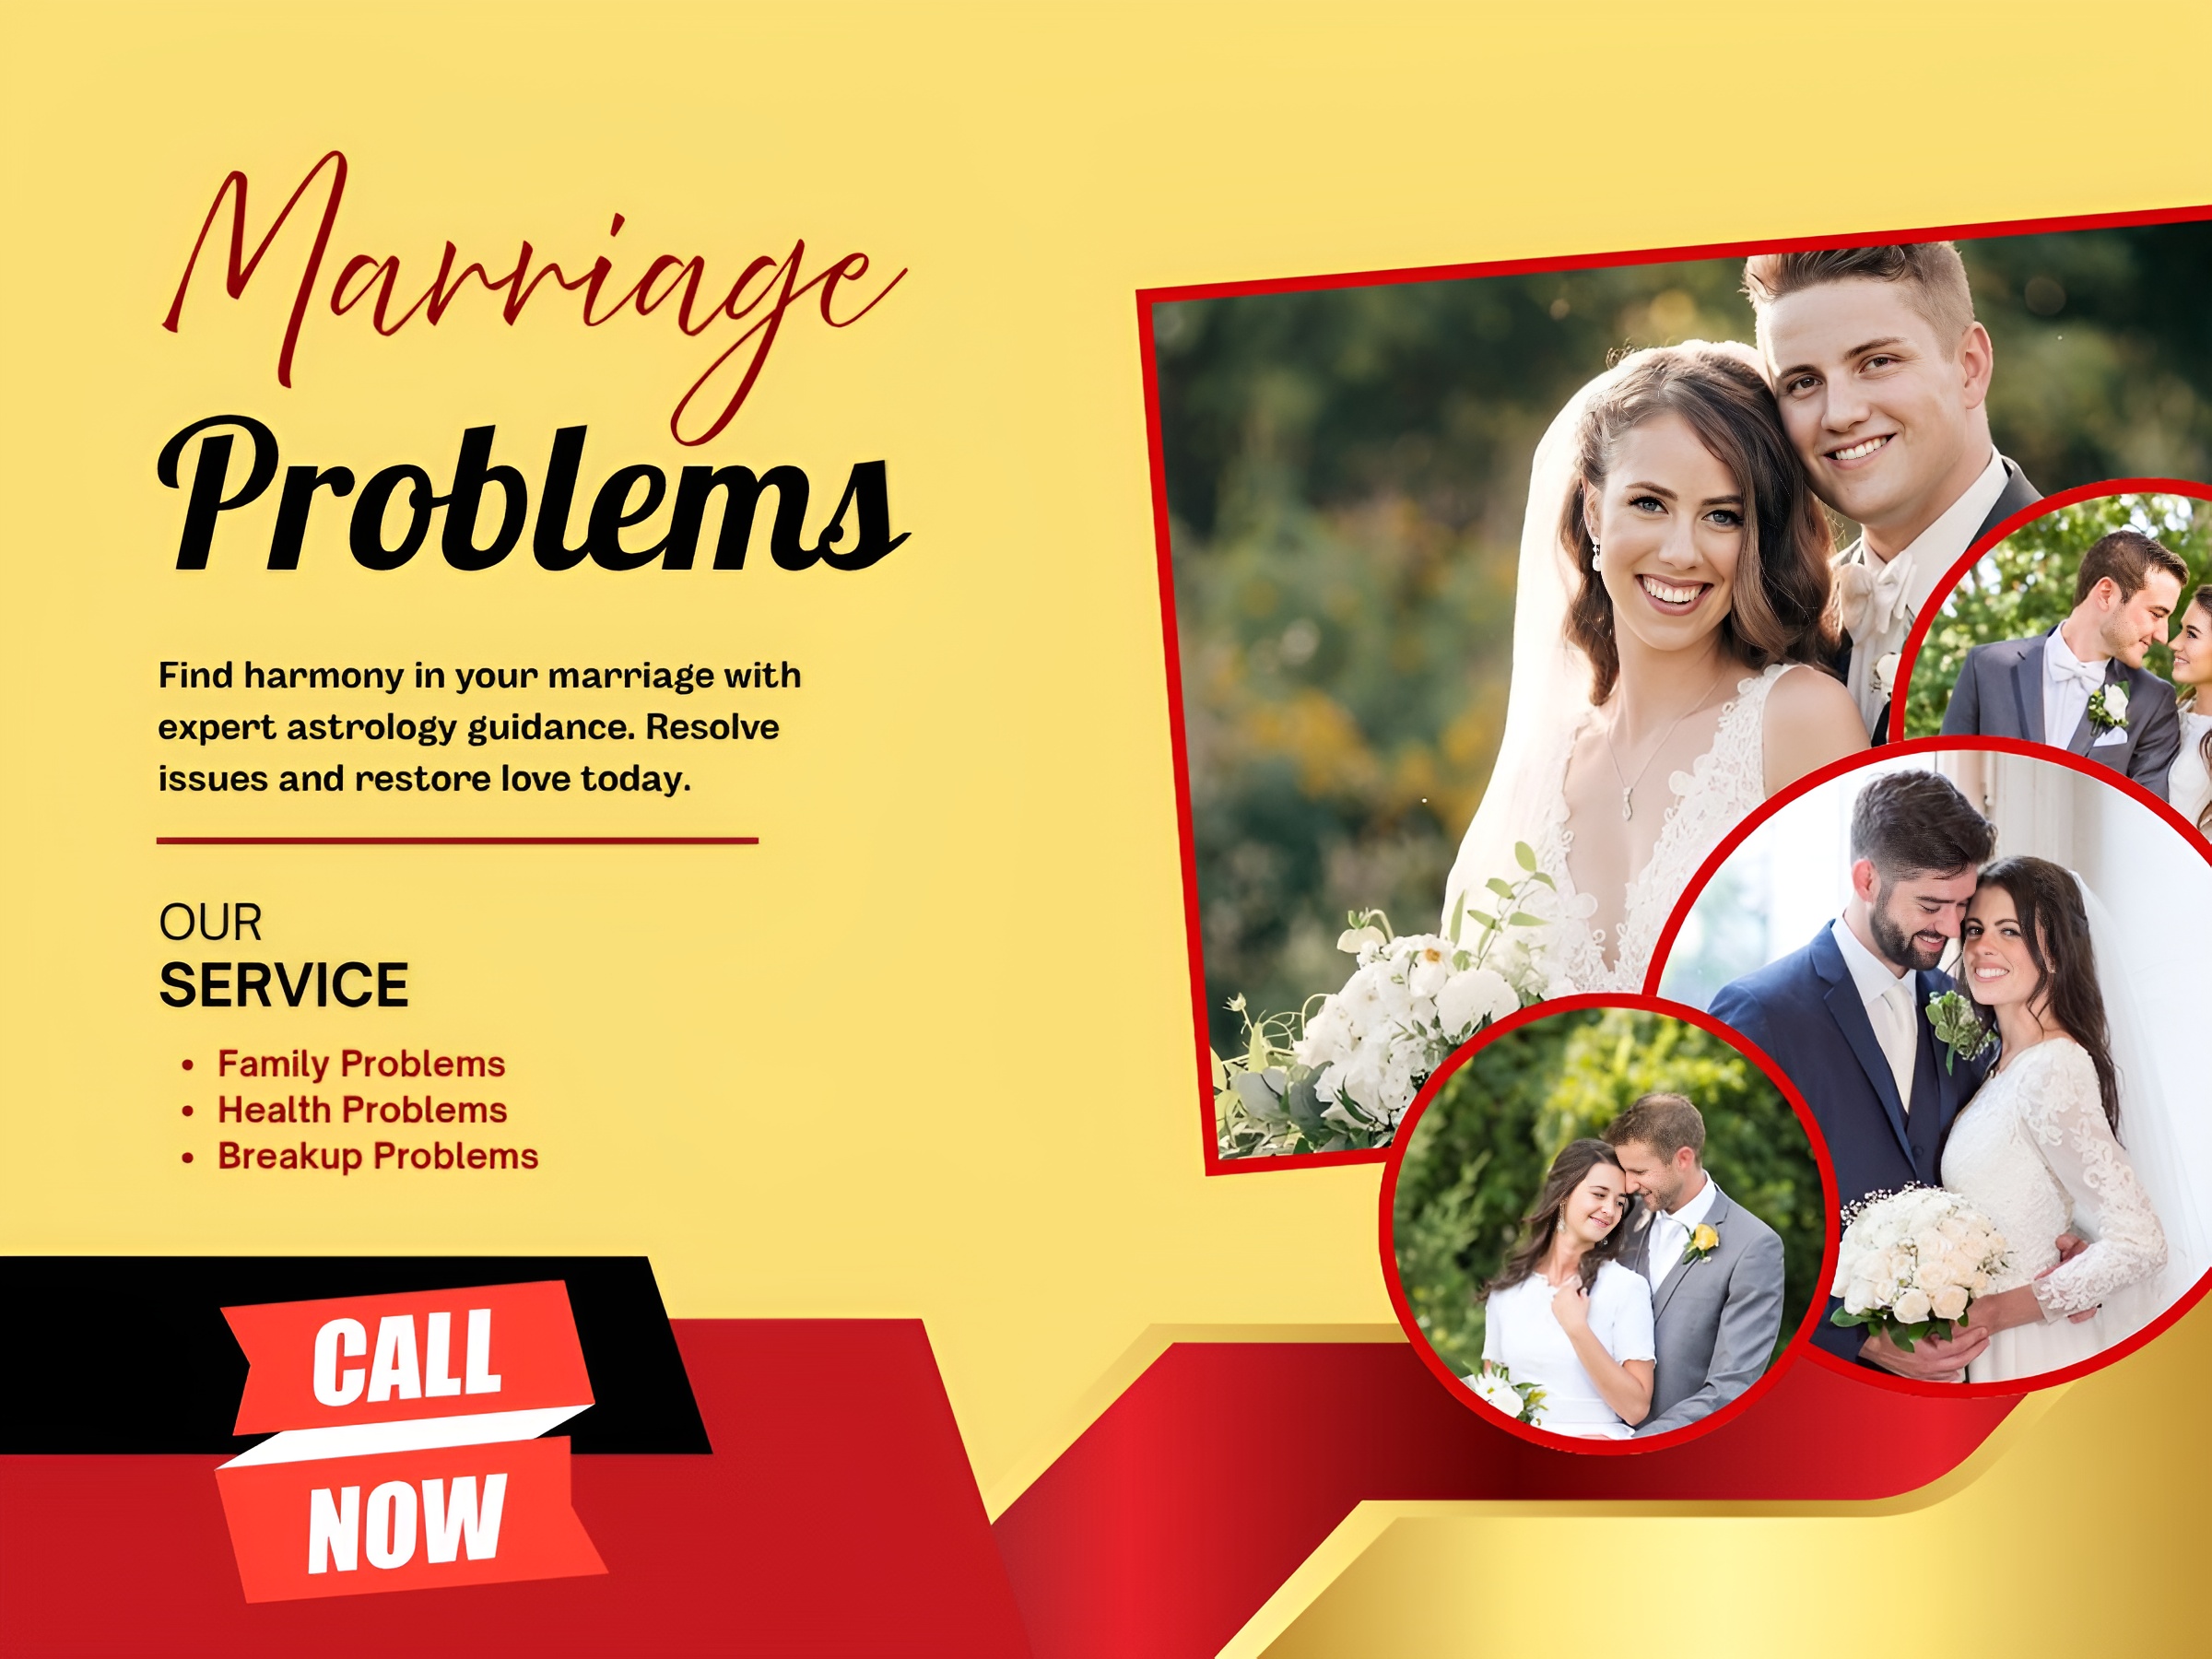 Marriage
Problems
Find harmony in your marriage with
expert astrology guidance. Resolve
issues and restore love today.
OUR
SERVICE
• Family Problems
• Health Problems
• Breakup Problems
CALL
NOW